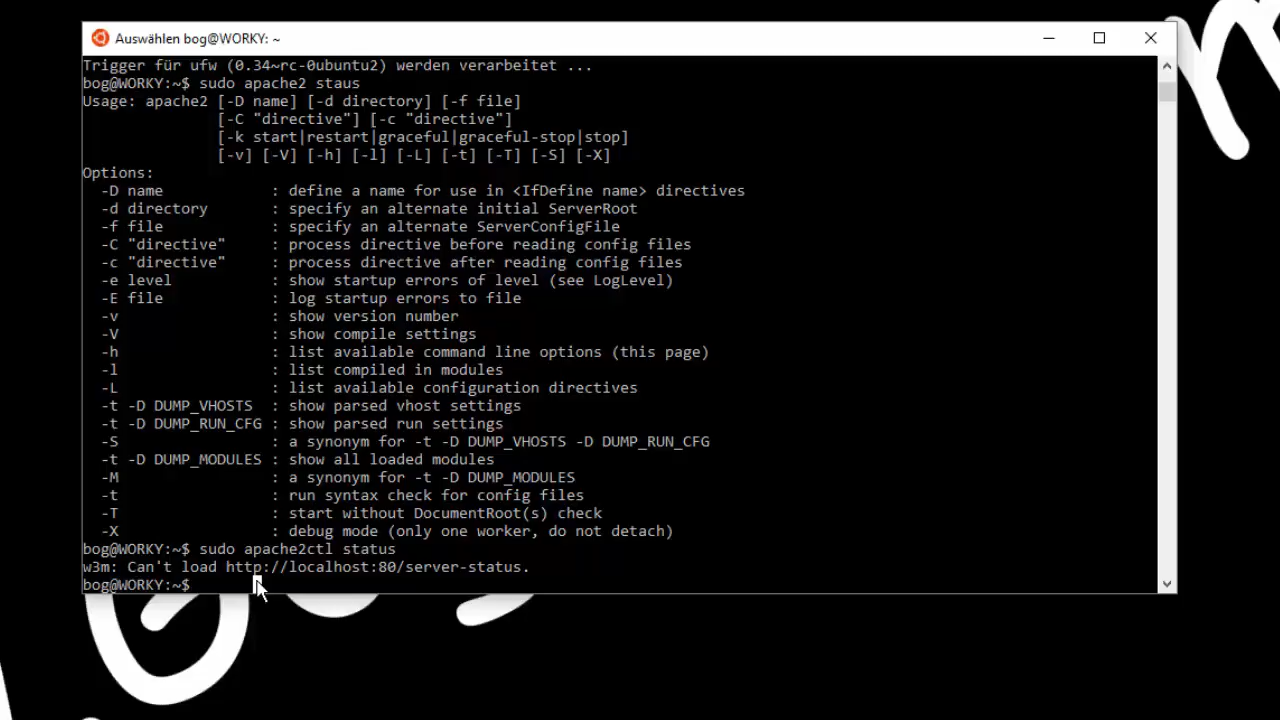 Auswählen bog@WORKY: ~
Trigger für ufw (0.34~rc-0ubuntu2) werden verarbeitet ...
bog@WORKY:~$ sudo apache2 staus
Usage: apache2 [-D name] [-d directory] [-f file]
[-C "directive"] [-c "directive"]
[-k start|restart|graceful|graceful-stop|stop]
[-v] [-V] [-h] [-l] [-L] [-t] [-T] [-S] [-X]
Options:
-D name : define a name for use in <IfDefine name> directives
-d directory : specify an alternate initial ServerRoot
-f file : specify an alternate ServerConfigFile
-C "directive" : process directive before reading config files
-c "directive" : process directive after reading config files
-e level : show startup errors of level (see LogLevel)
-E file : log startup errors to file
-v : show version number
-V : show compile settings
-h : list available command line options (this page)
-l : list compiled in modules
-L : list available configuration directives
-t -D DUMP_VHOSTS : show parsed vhost settings
-t -D DUMP_RUN_CFG : show parsed run settings
-S : a synonym for -t -D DUMP_VHOSTS -D DUMP_RUN_CFG
-t -D DUMP_MODULES : show all loaded modules
-M : a synonym for -t -D DUMP_MODULES
-t : run syntax check for config files
-T : start without DocumentRoot(s) check
-X : debug mode (only one worker, do not detach)
bog@WORKY:~$ sudo apache2ctl status
w3m: Can't load http://localhost:80/server-status.
bog@WORKY:~$